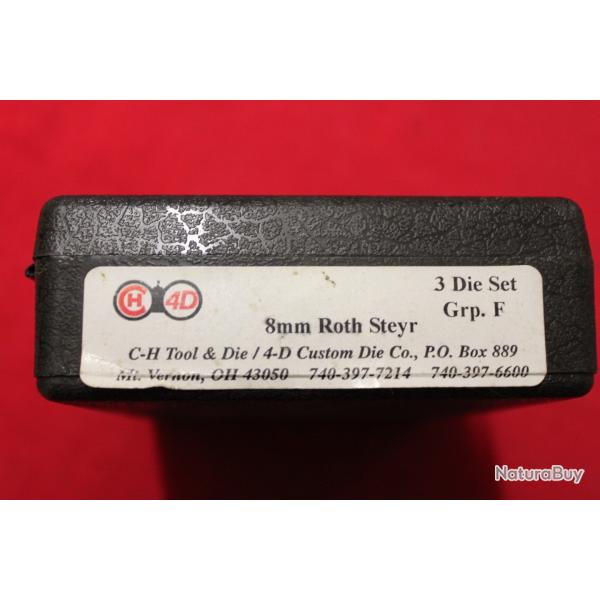 CH 4D
3 Die Set
Grp. F
8mm Roth Steyr
C-H Tool & Die / 4-D Custom Die Co., P.O. Box 889
Mt. Vernon, OH 43050 740-397-7214 740-397-6600
NaturaBuy